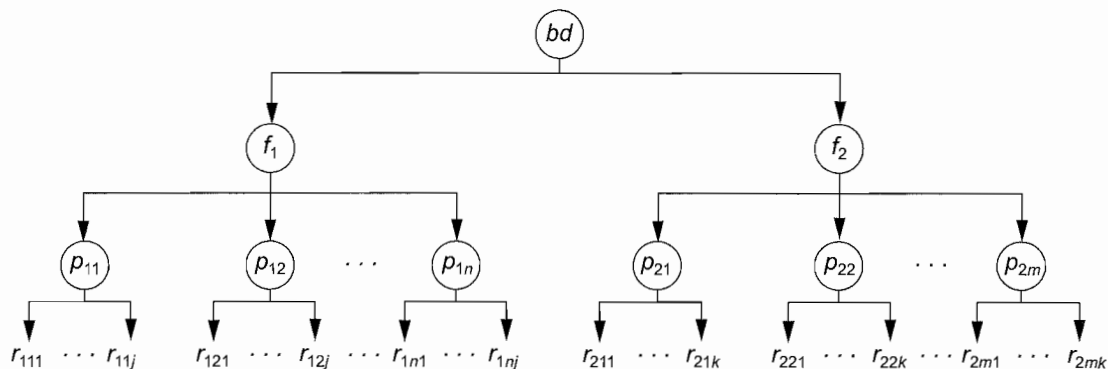 bd
f₁ f₂
p₁₁ p₁₂ · · · p₁ₙ p₂₁ p₂₂ · · · p₂ₘ
r₁₁₁ · · · r₁₁ⱼ r₁₂₁ · · · r₁₂ⱼ · · · r₁ₙ₁ · · · r₁ₙⱼ r₂₁₁ · · · r₂₁ₖ r₂₂₁ · · · r₂₂ₖ · · · r₂ₘ₁ · · · r₂ₘₖ